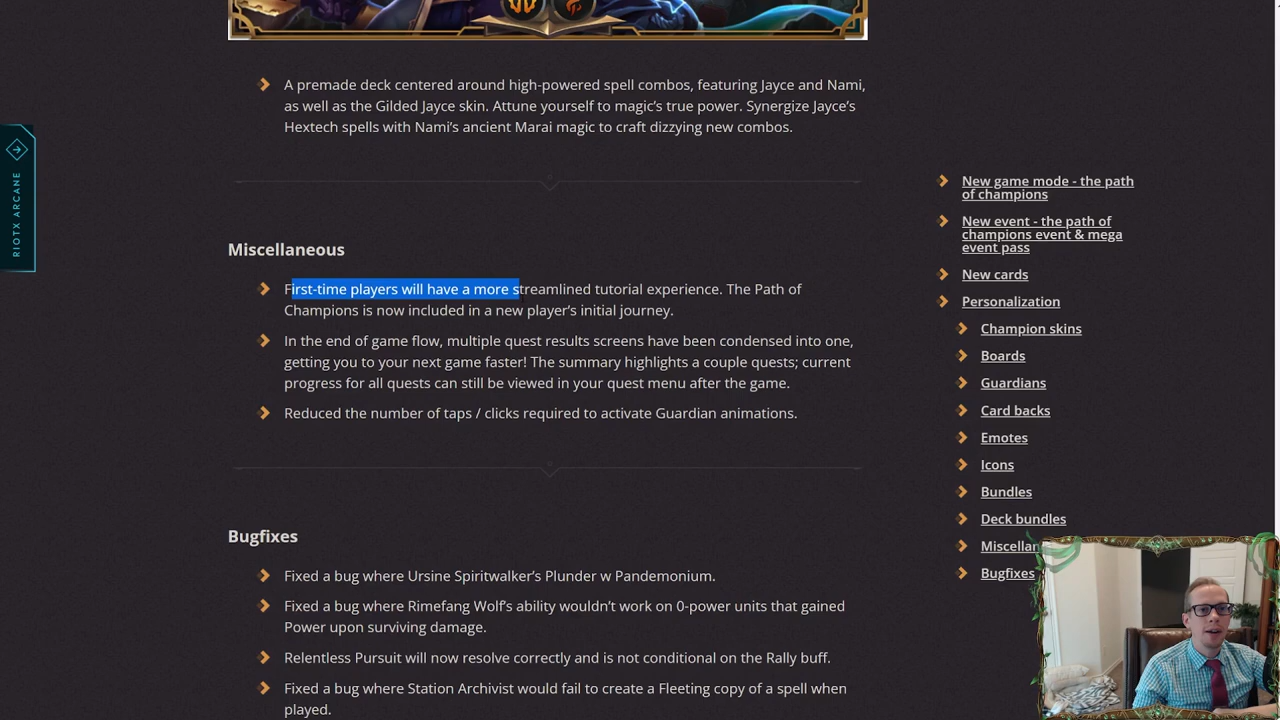 A premade deck centered around high-powered spell combos, featuring Jayce and Nami,
as well as the Gilded Jayce skin. Attune yourself to magic’s true power. Synergize Jayce’s
Hextech spells with Nami’s ancient Marai magic to craft dizzying new combos.
RIOTX ARCANE
Miscellaneous
First-time players will have a more streamlined tutorial experience. The Path of
Champions is now included in a new player’s initial journey.
In the end of game flow, multiple quest results screens have been condensed into one,
getting you to your next game faster! The summary highlights a couple quests; current
progress for all quests can still be viewed in your quest menu after the game.
Reduced the number of taps / clicks required to activate Guardian animations.
Bugfixes
Fixed a bug where Ursine Spiritwalker’s Plunder w Pandemonium.
Fixed a bug where Rimefang Wolf’s ability wouldn’t work on 0-power units that gained
Power upon surviving damage.
Relentless Pursuit will now resolve correctly and is not conditional on the Rally buff.
Fixed a bug where Station Archivist would fail to create a Fleeting copy of a spell when
played.
New game mode - the path
of champions
New event - the path of
champions event & mega
event pass
New cards
Personalization
Champion skins
Boards
Guardians
Card backs
Emotes
Icons
Bundles
Deck bundles
Miscellan
Bugfixes